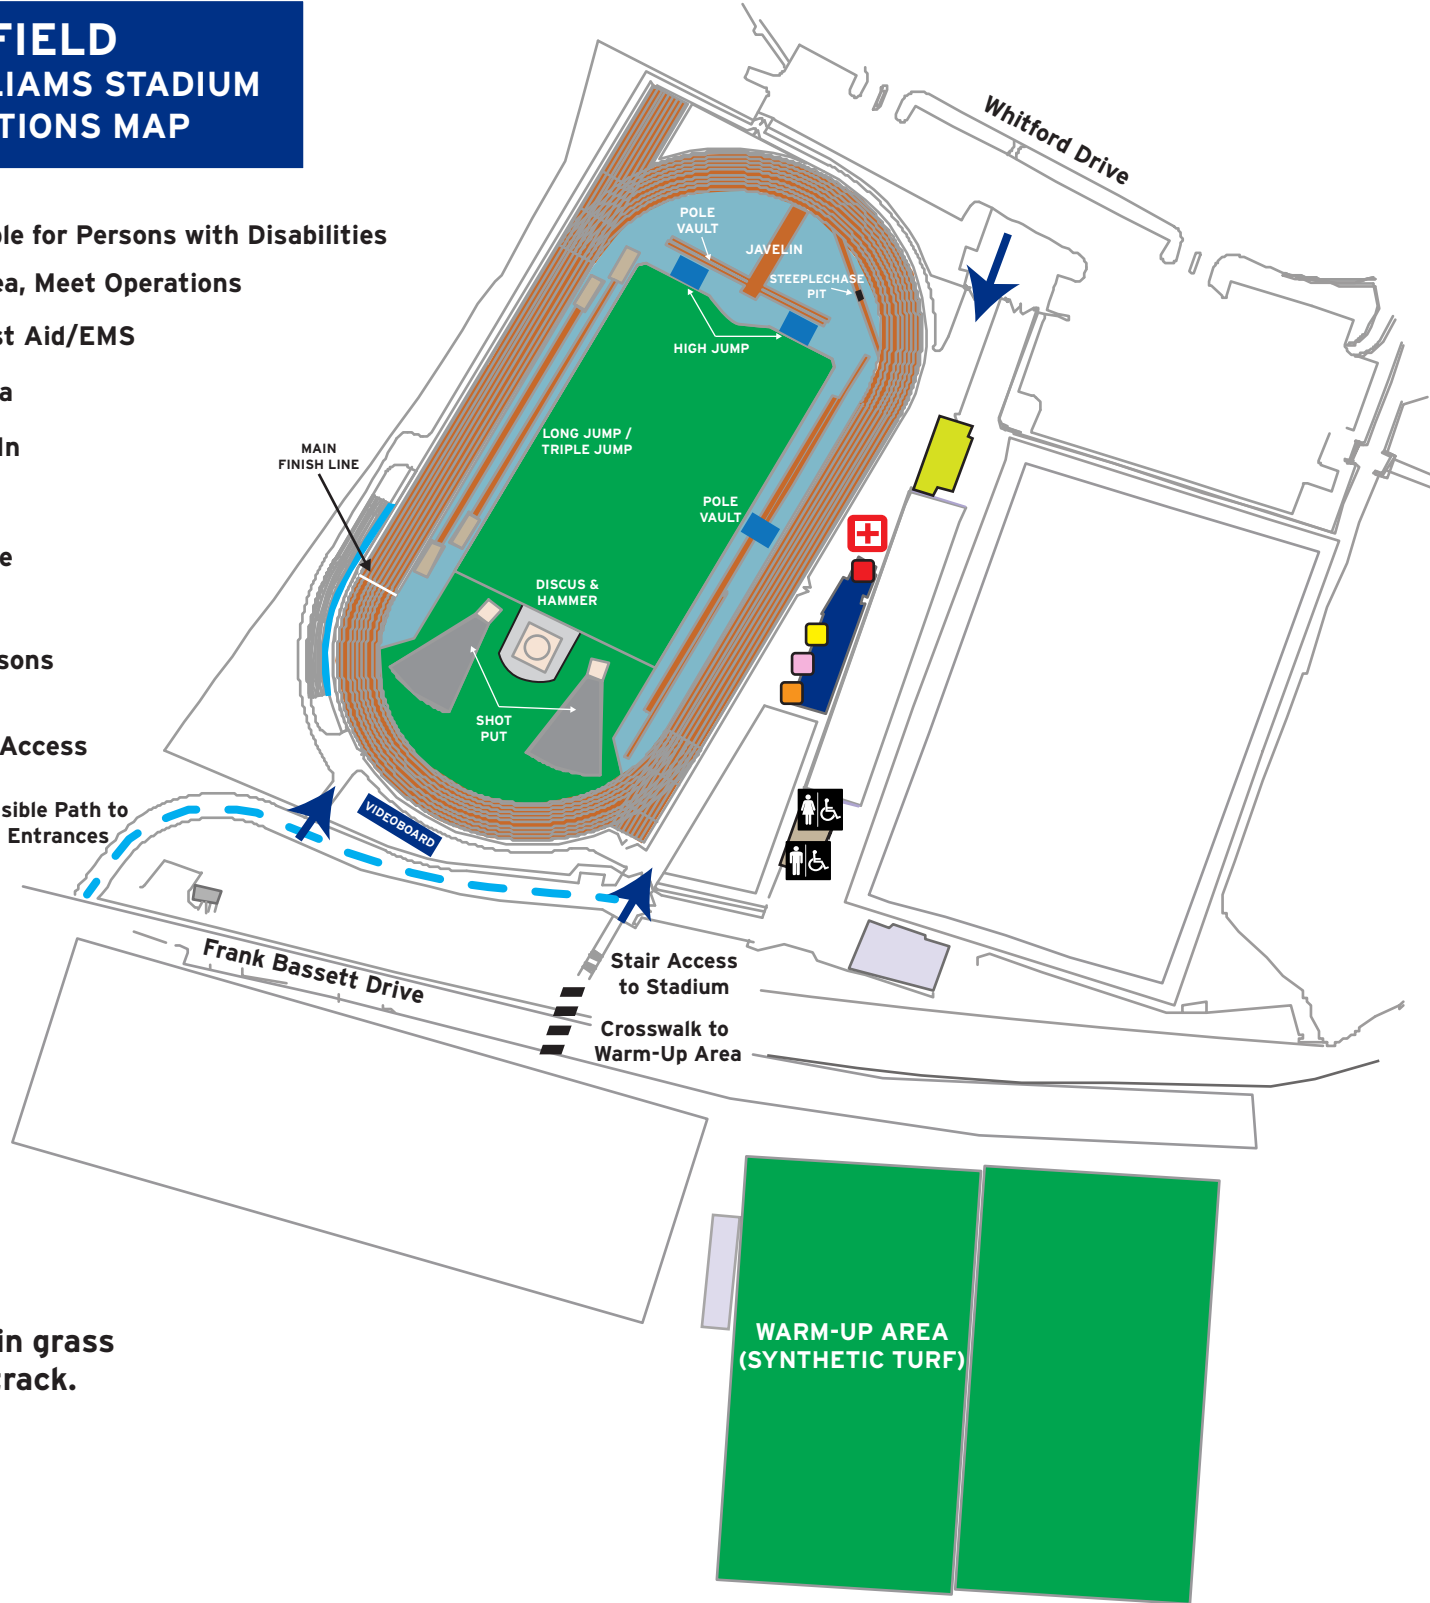 FIELD
LIAMS STADIUM
TIONS MAP
ble for Persons with Disabilities
ea, Meet Operations
st Aid/EMS
a
In
e
sons
Access
sible Path to
Entrances
in grass
track.
Whitford Drive
POLE
VAULT
JAVELIN
STEEPLECHASE
PIT
HIGH JUMP
LONG JUMP /
TRIPLE JUMP
MAIN
FINISH LINE
POLE
VAULT
DISCUS &
HAMMER
SHOT
PUT
VIDEOBOARD
Frank Bassett Drive
Stair Access
to Stadium
Crosswalk to
Warm-Up Area
WARM-UP AREA
(SYNTHETIC TURF)